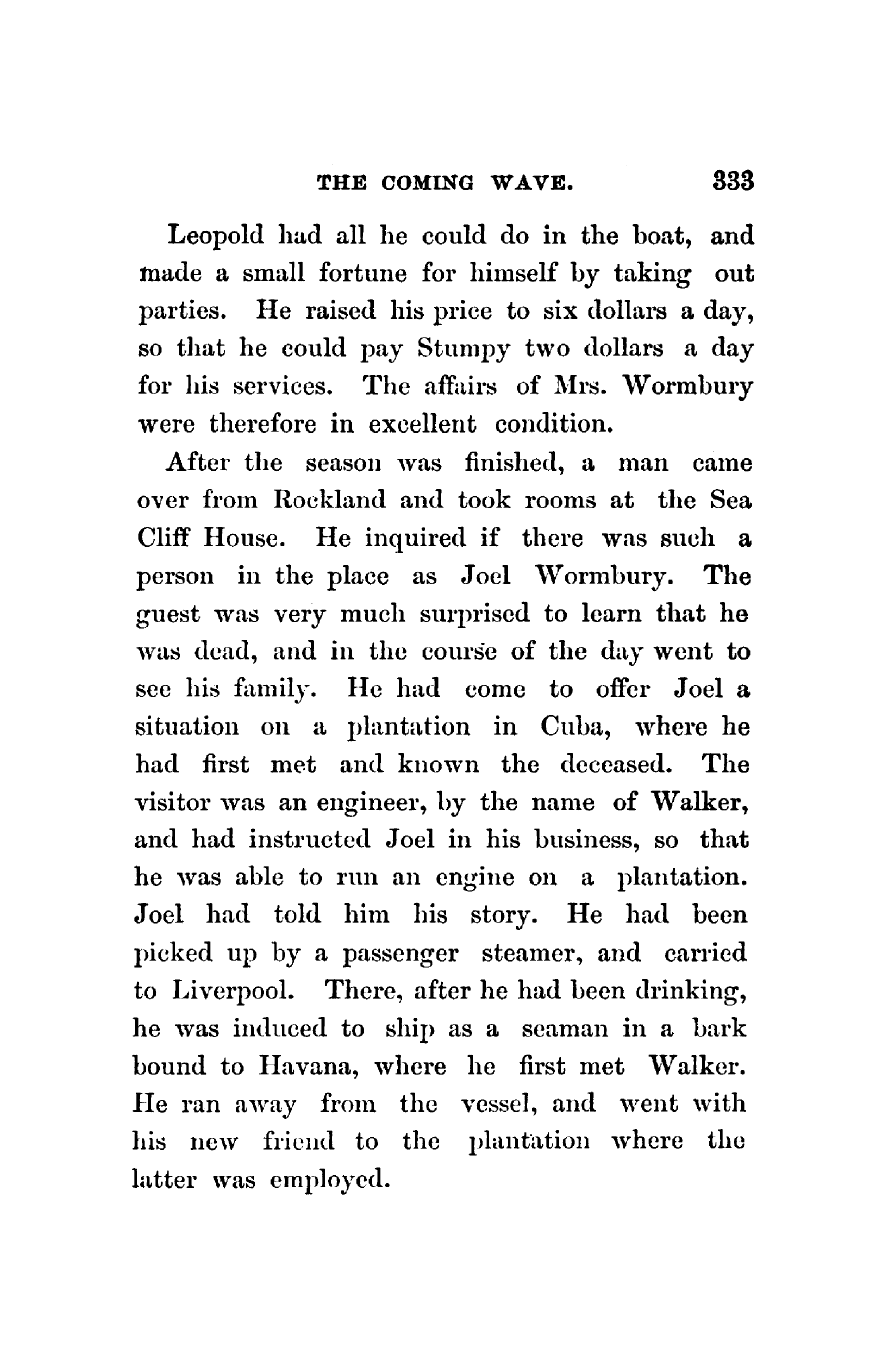 THE COMING WAVE. 333
Leopold had all he could do in the boat, and
made a small fortune for himself by taking out
parties. He raised his price to six dollars a day,
so that he could pay Stumpy two dollars a day
for his services. The affairs of Mrs. Wormbury
were therefore in excellent condition.
After the season was finished, a man came
over from Rockland and took rooms at the Sea
Cliff House. He inquired if there was such a
person in the place as Joel Wormbury. The
guest was very much surprised to learn that he
was dead, and in the course of the day went to
see his family. He had come to offer Joel a
situation on a plantation in Cuba, where he
had first met and known the deceased. The
visitor was an engineer, by the name of Walker,
and had instructed Joel in his business, so that
he was able to run an engine on a plantation.
Joel had told him his story. He had been
picked up by a passenger steamer, and carried
to Liverpool. There, after he had been drinking,
he was induced to ship as a seaman in a bark
bound to Havana, where he first met Walker.
He ran away from the vessel, and went with
his new friend to the plantation where the
latter was employed.